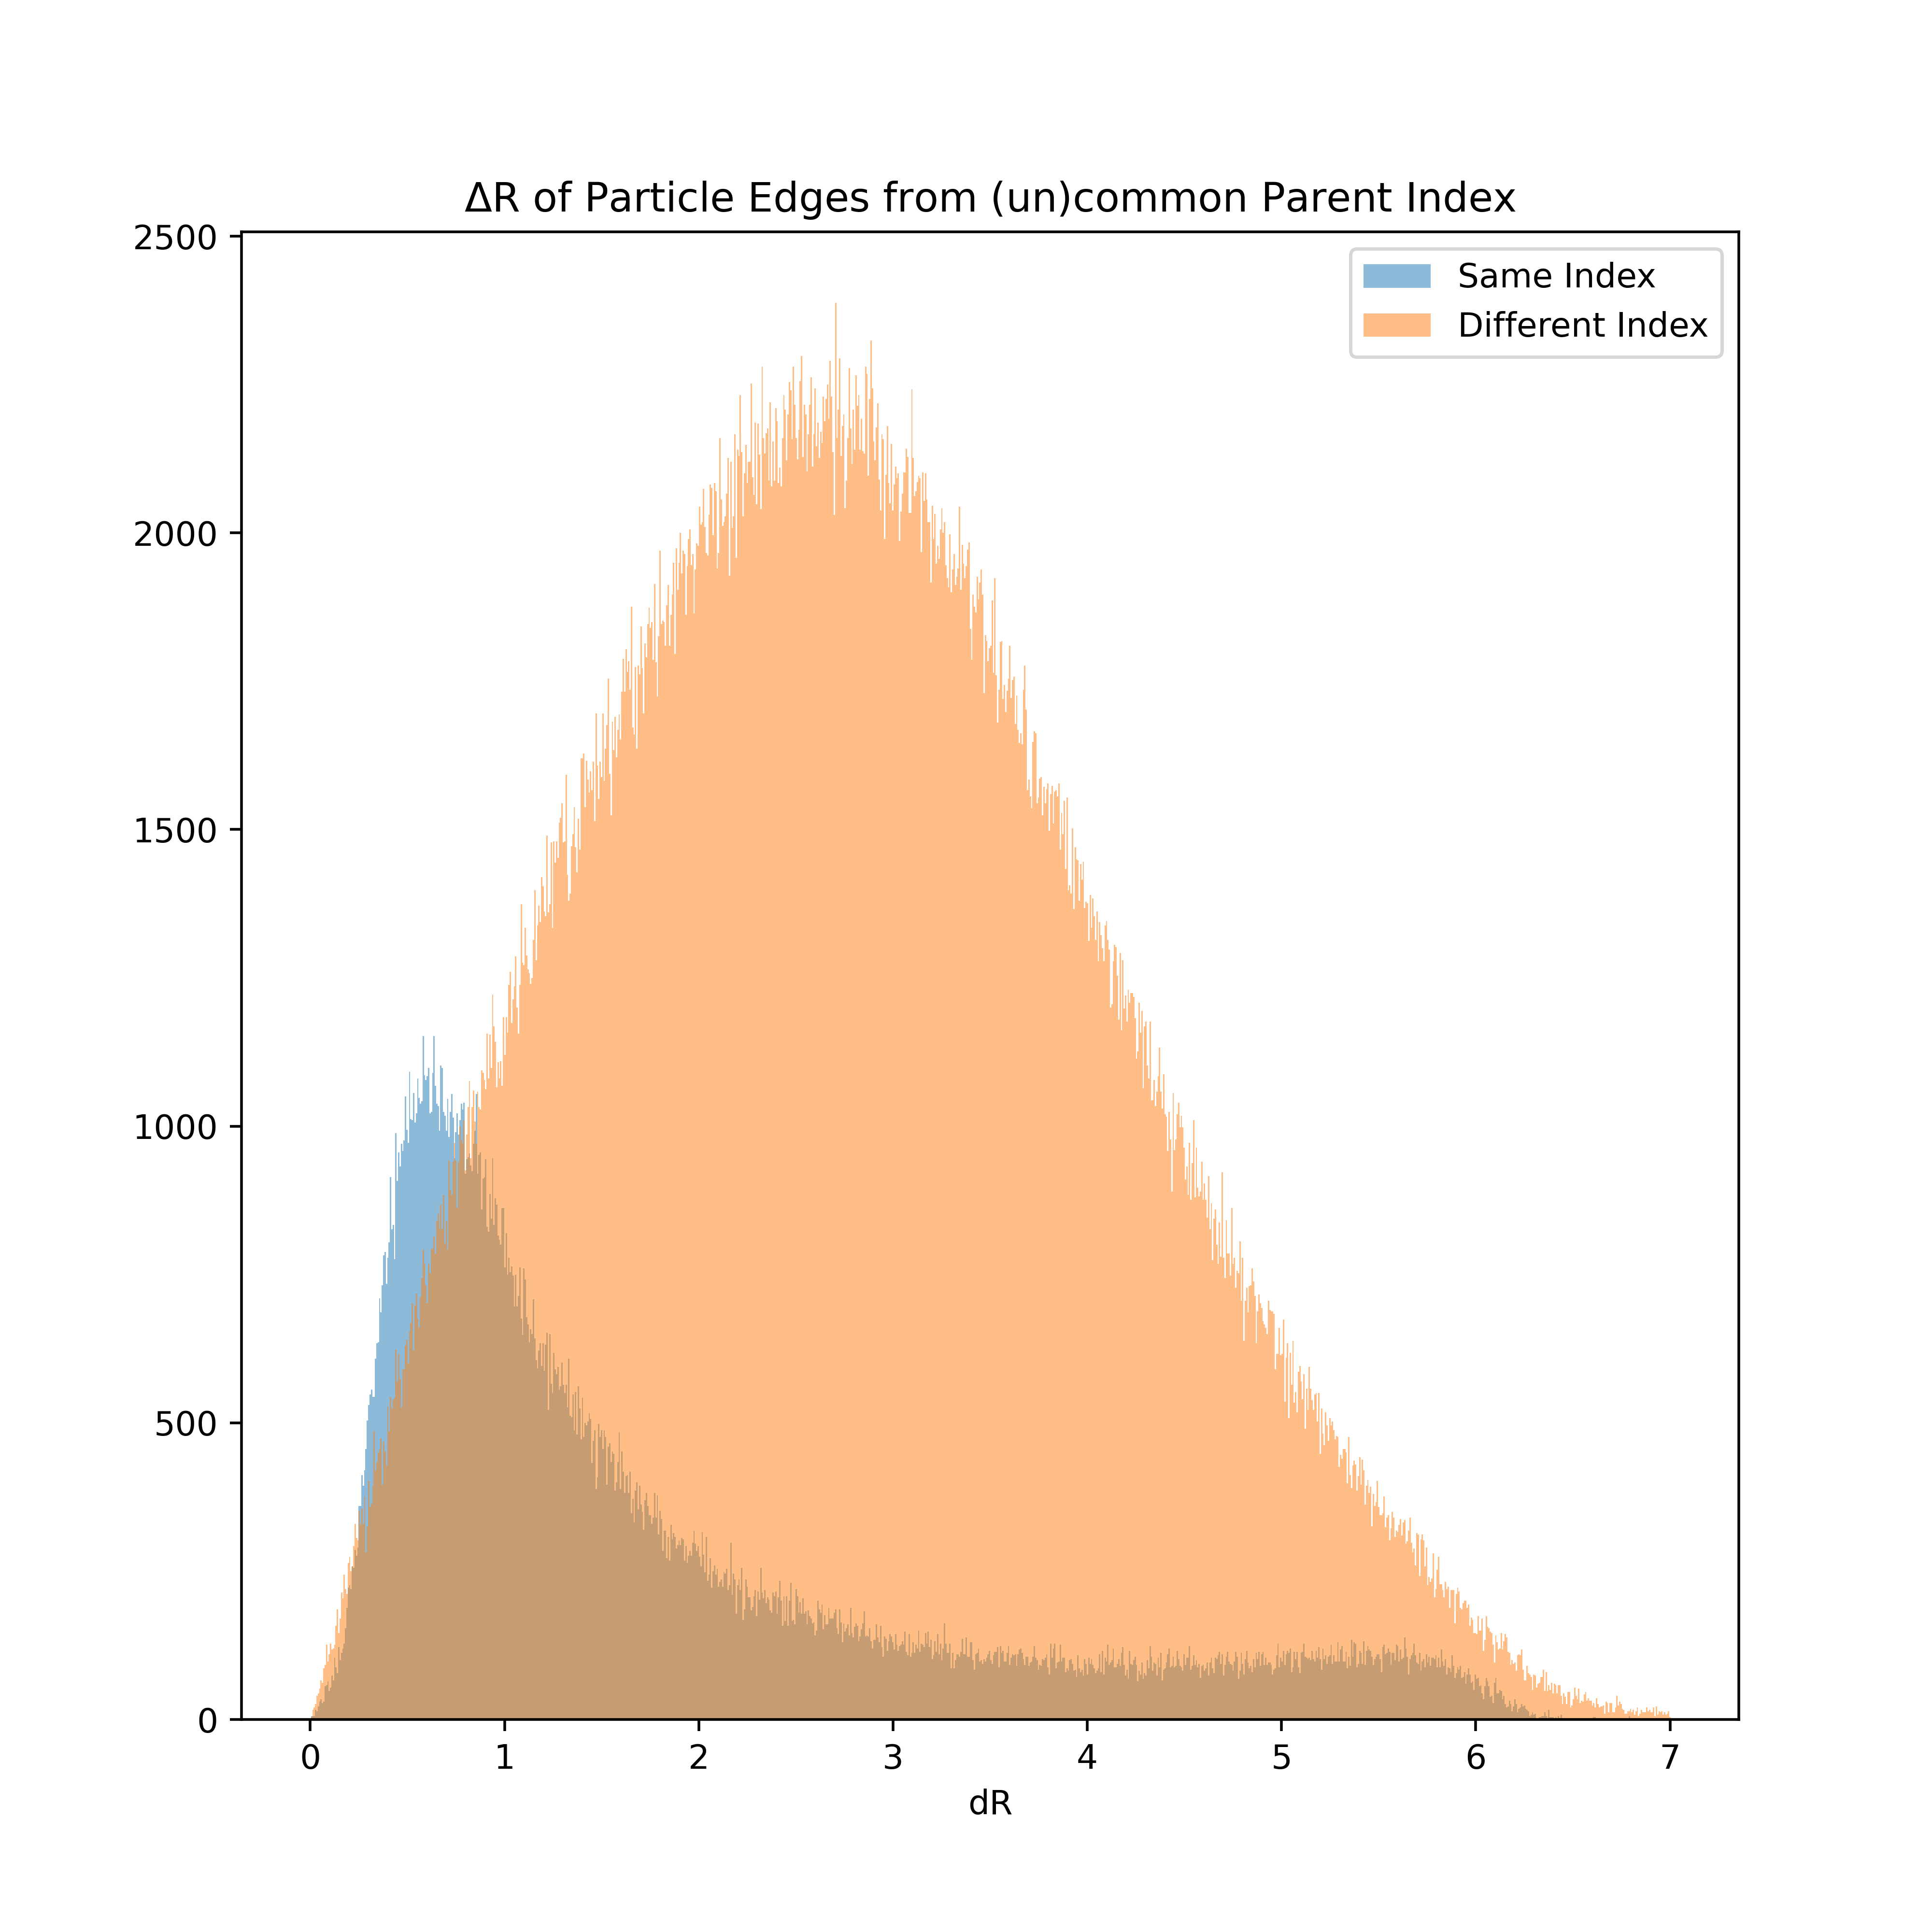 ΔR of Particle Edges from (un)common Parent Index
Same Index
Different Index
2500
2000
1500
1000
500
0
0 1 2 3 4 5 6 7
dR